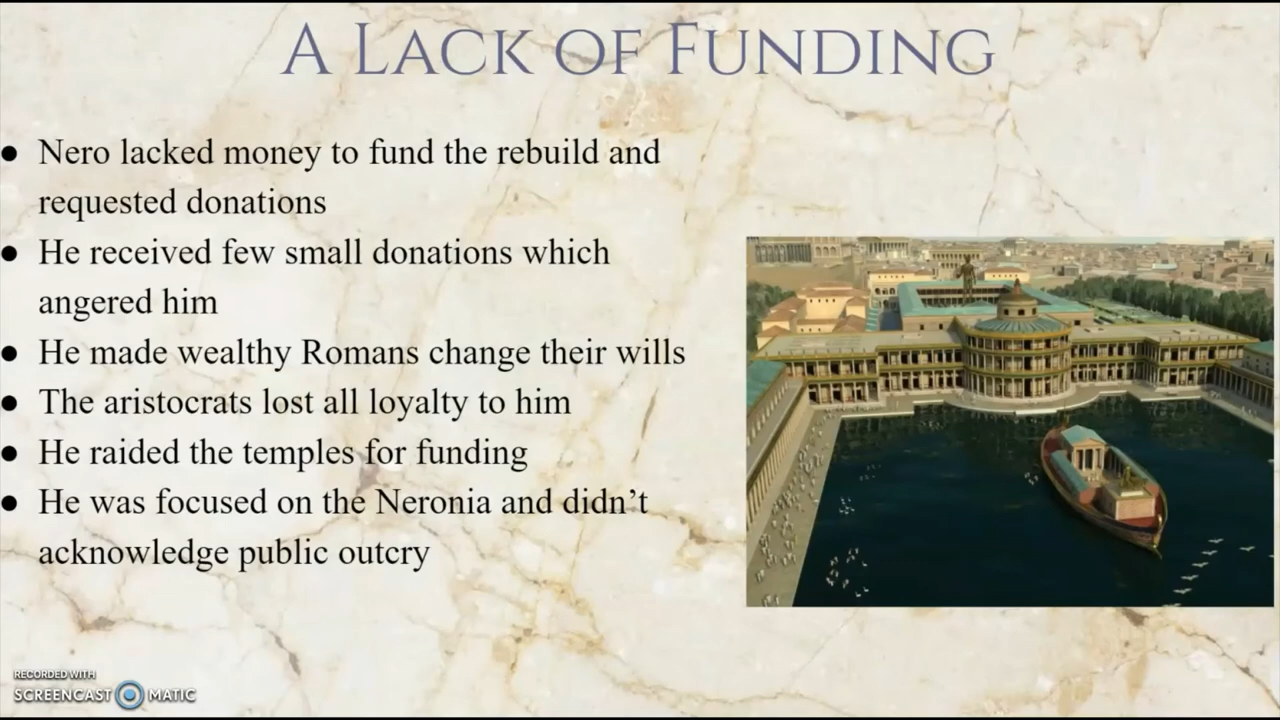 A LACK OF FUNDING
● Nero lacked money to fund the rebuild and
requested donations
● He received few small donations which
angered him
● He made wealthy Romans change their wills
● The aristocrats lost all loyalty to him
● He raided the temples for funding
● He was focused on the Neronia and didn’t
acknowledge public outcry
RECORDED WITH
SCREENCAST MATIC